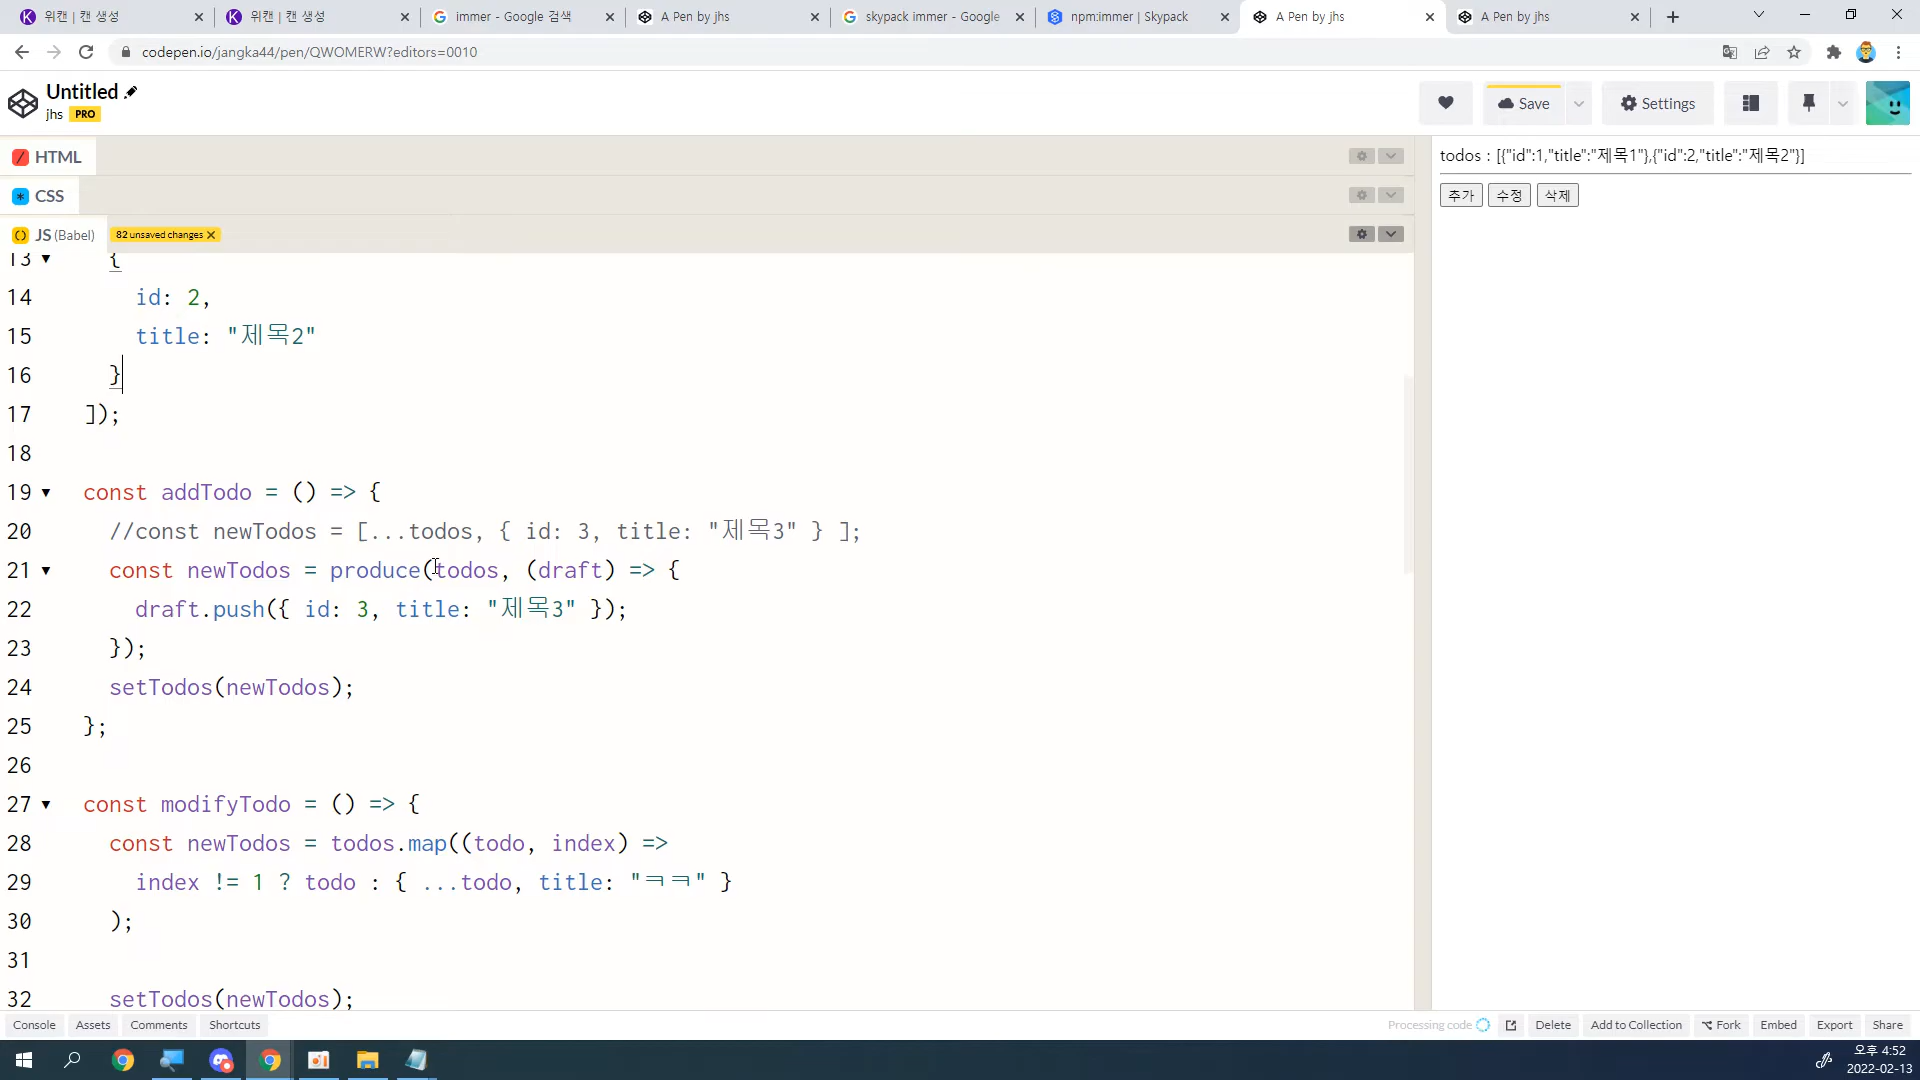 위캔 | 캔 생성
위캔 | 캔 생성
immer - Google 검색
A Pen by jhs
skypack immer - Google
npm:immer | Skypack
A Pen by jhs
A Pen by jhs
codepen.io/jangka44/pen/QWOMERW?editors=0010
Untitled
jhs PRO
Save
Settings
HTML
CSS
JS (Babel) 82 unsaved changes X
13 {
14 id: 2,
15 title: "제목2"
16 }
17 ]);
18
19 const addTodo = () => {
20 //const newTodos = [...todos, { id: 3, title: "제목3" } ];
21 const newTodos = produce(todos, (draft) => {
22 draft.push({ id: 3, title: "제목3" });
23 });
24 setTodos(newTodos);
25 };
26
27 const modifyTodo = () => {
28 const newTodos = todos.map((todo, index) =>
29 index != 1 ? todo : { ...todo, title: "ㅋㅋ" }
30 );
31
32 setTodos(newTodos);
todos : [{"id":1,"title":"제목1"},{"id":2,"title":"제목2"}]
추가 수정 삭제
Console Assets Comments Shortcuts
Processing code
Delete Add to Collection Fork Embed Export Share
오후 4:52
2022-02-13